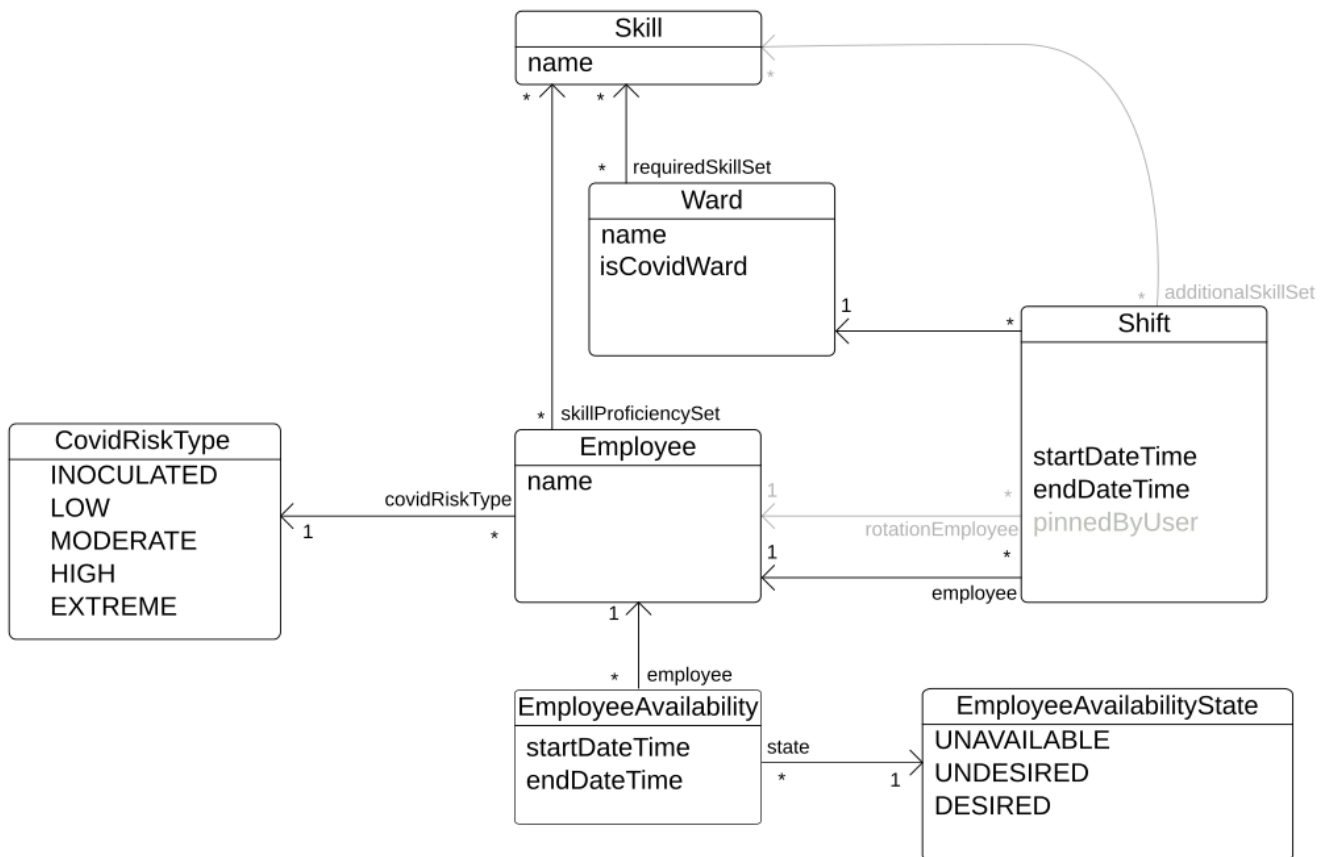 Skill
name
*
*
*
*
requiredSkillSet
Ward
name
isCovidWard
*
additionalSkillSet
1
*
Shift
startDateTime
endDateTime
pinnedByUser
*
skillProficiencySet
Employee
name
CovidRiskType
INOCULATED
LOW
MODERATE
HIGH
EXTREME
covidRiskType
1
*
1
*
rotationEmployee
1
*
employee
1
*
employee
EmployeeAvailability
startDateTime
endDateTime
state
*
1
EmployeeAvailabilityState
UNAVAILABLE
UNDESIRED
DESIRED